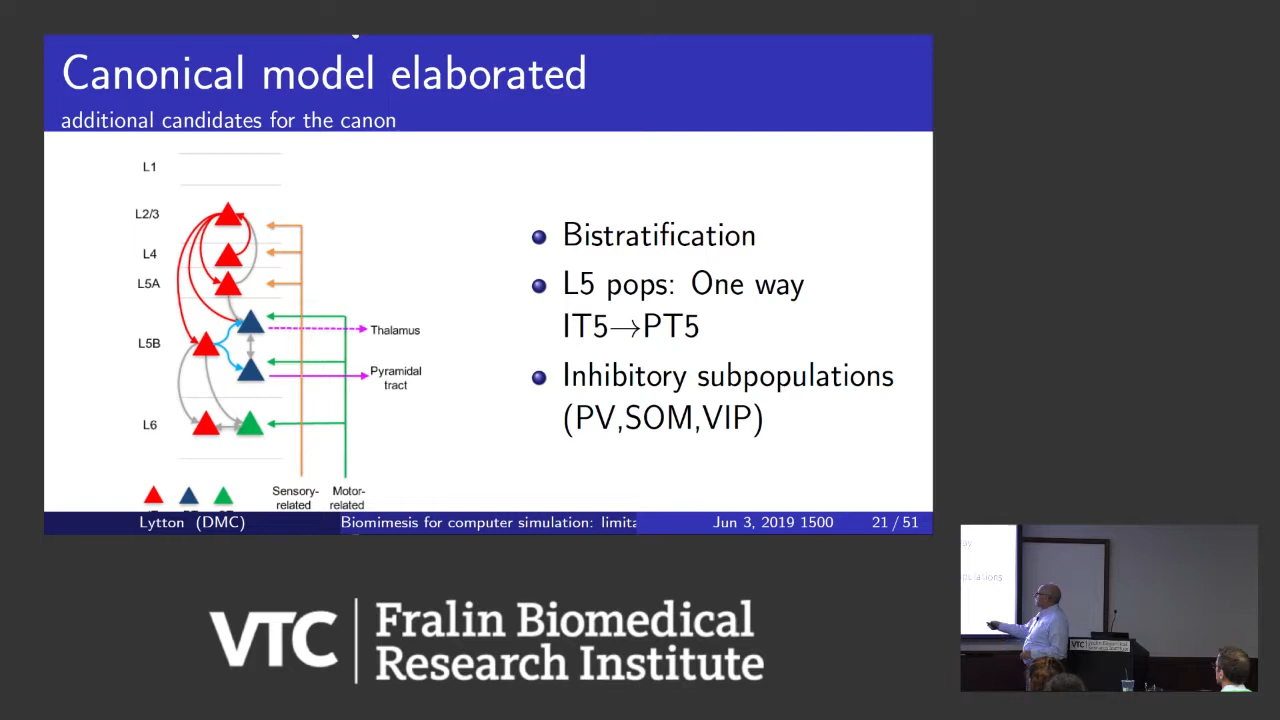 Canonical model elaborated
additional candidates for the canon
L1
L2/3
L4
L5A
L5B
L6
Thalamus
Pyramidal
tract
Sensory-
related
Motor-
related
Bistratification
L5 pops: One way
IT5→PT5
Inhibitory subpopulations
(PV,SOM,VIP)
Lytton (DMC)
Biomimesis for computer simulation: limita
Jun 3, 2019 1500
21 / 51
VTC
Fralin Biomedical
Research Institute